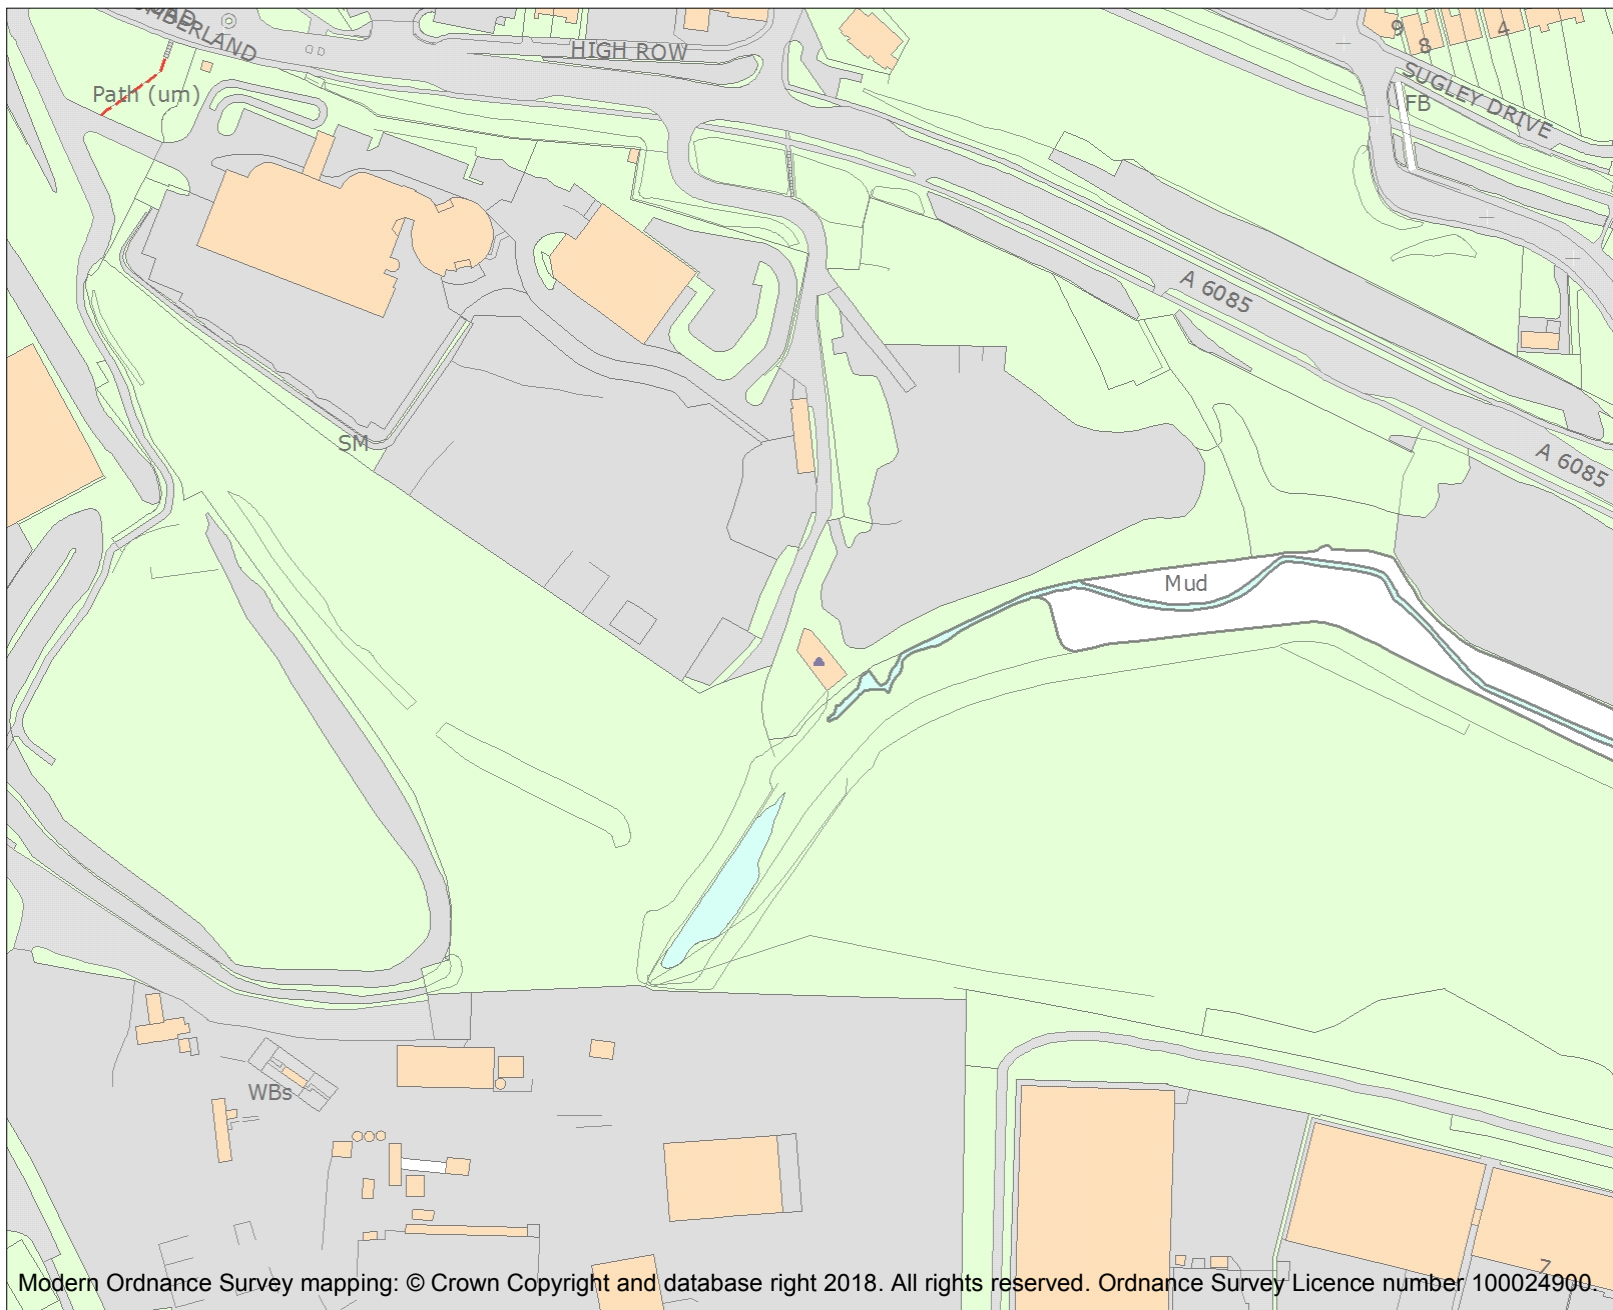 HIGH ROW
Path (um)
9
8
4
SUGLEY DRIVE
FB
A 6085
SM
A 6085
Mud
WBs
7
Modern Ordnance Survey mapping: © Crown Copyright and database right 2018. All rights reserved. Ordnance Survey Licence number 100024900.